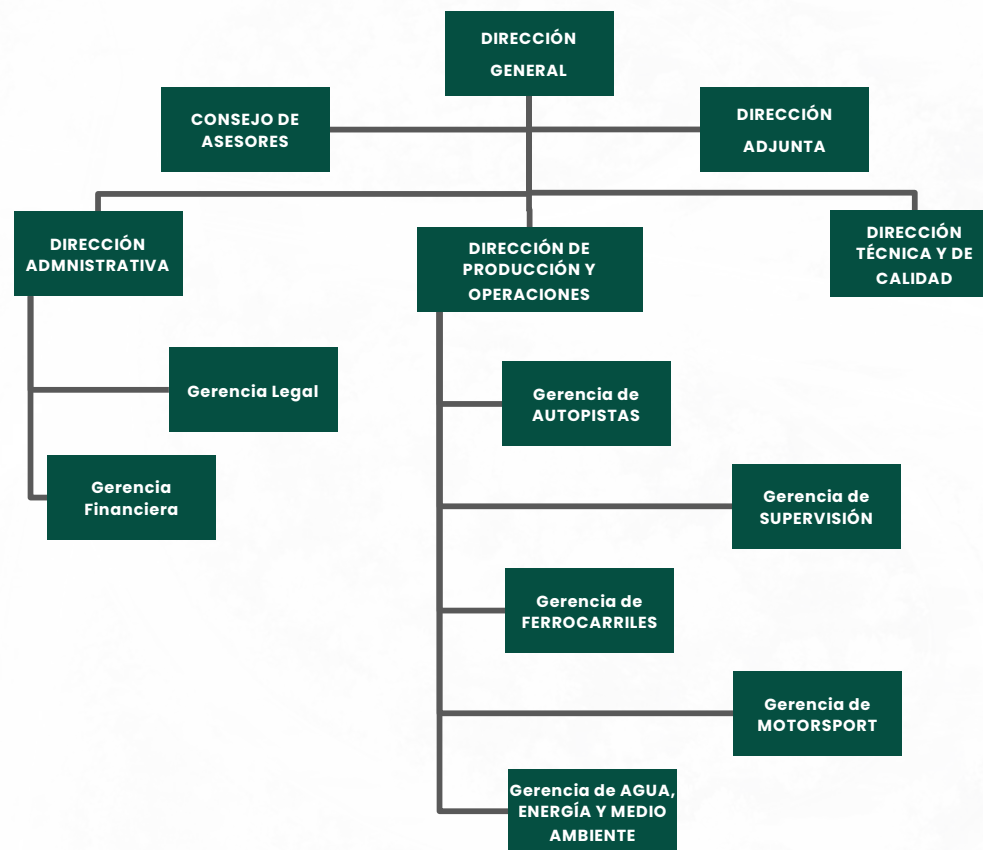 DIRECCIÓN
GENERAL
CONSEJO DE
ASESORES
DIRECCIÓN
ADJUNTA
DIRECCIÓN
ADMNISTRATIVA
DIRECCIÓN DE
PRODUCCIÓN Y
OPERACIONES
DIRECCIÓN
TÉCNICA Y DE
CALIDAD
Gerencia Legal
Gerencia
Financiera
Gerencia de
AUTOPISTAS
Gerencia de
SUPERVISIÓN
Gerencia de
FERROCARRILES
Gerencia de
MOTORSPORT
Gerencia de AGUA,
ENERGÍA Y MEDIO
AMBIENTE